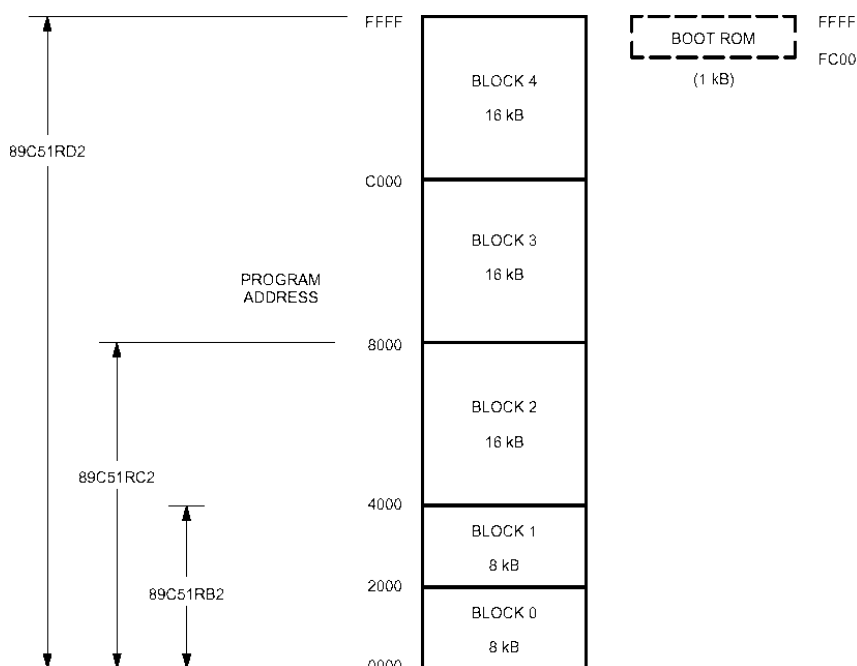 FFFF
BLOCK 4
16 kB
BOOT ROM
(1 kB)
FFFF
FC00
89C51RD2
C000
BLOCK 3
16 kB
PROGRAM
ADDRESS
8000
BLOCK 2
16 kB
89C51RC2
4000
BLOCK 1
8 kB
89C51RB2
2000
BLOCK 0
8 kB
0000